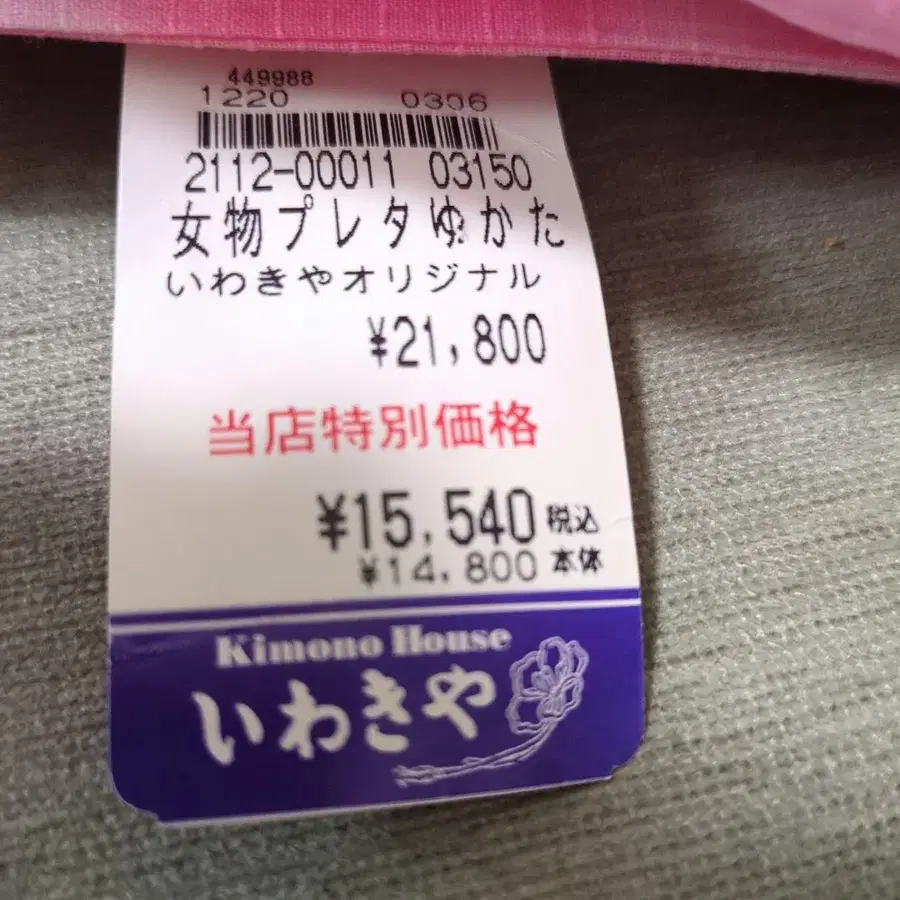 449988
1220 0306
2112-00011 03150
女物プレタゆかた
いわきやオリジナル
¥21,800
当店特別価格
¥15,540 税込
¥14,800 本体
Kimono House
いわきや